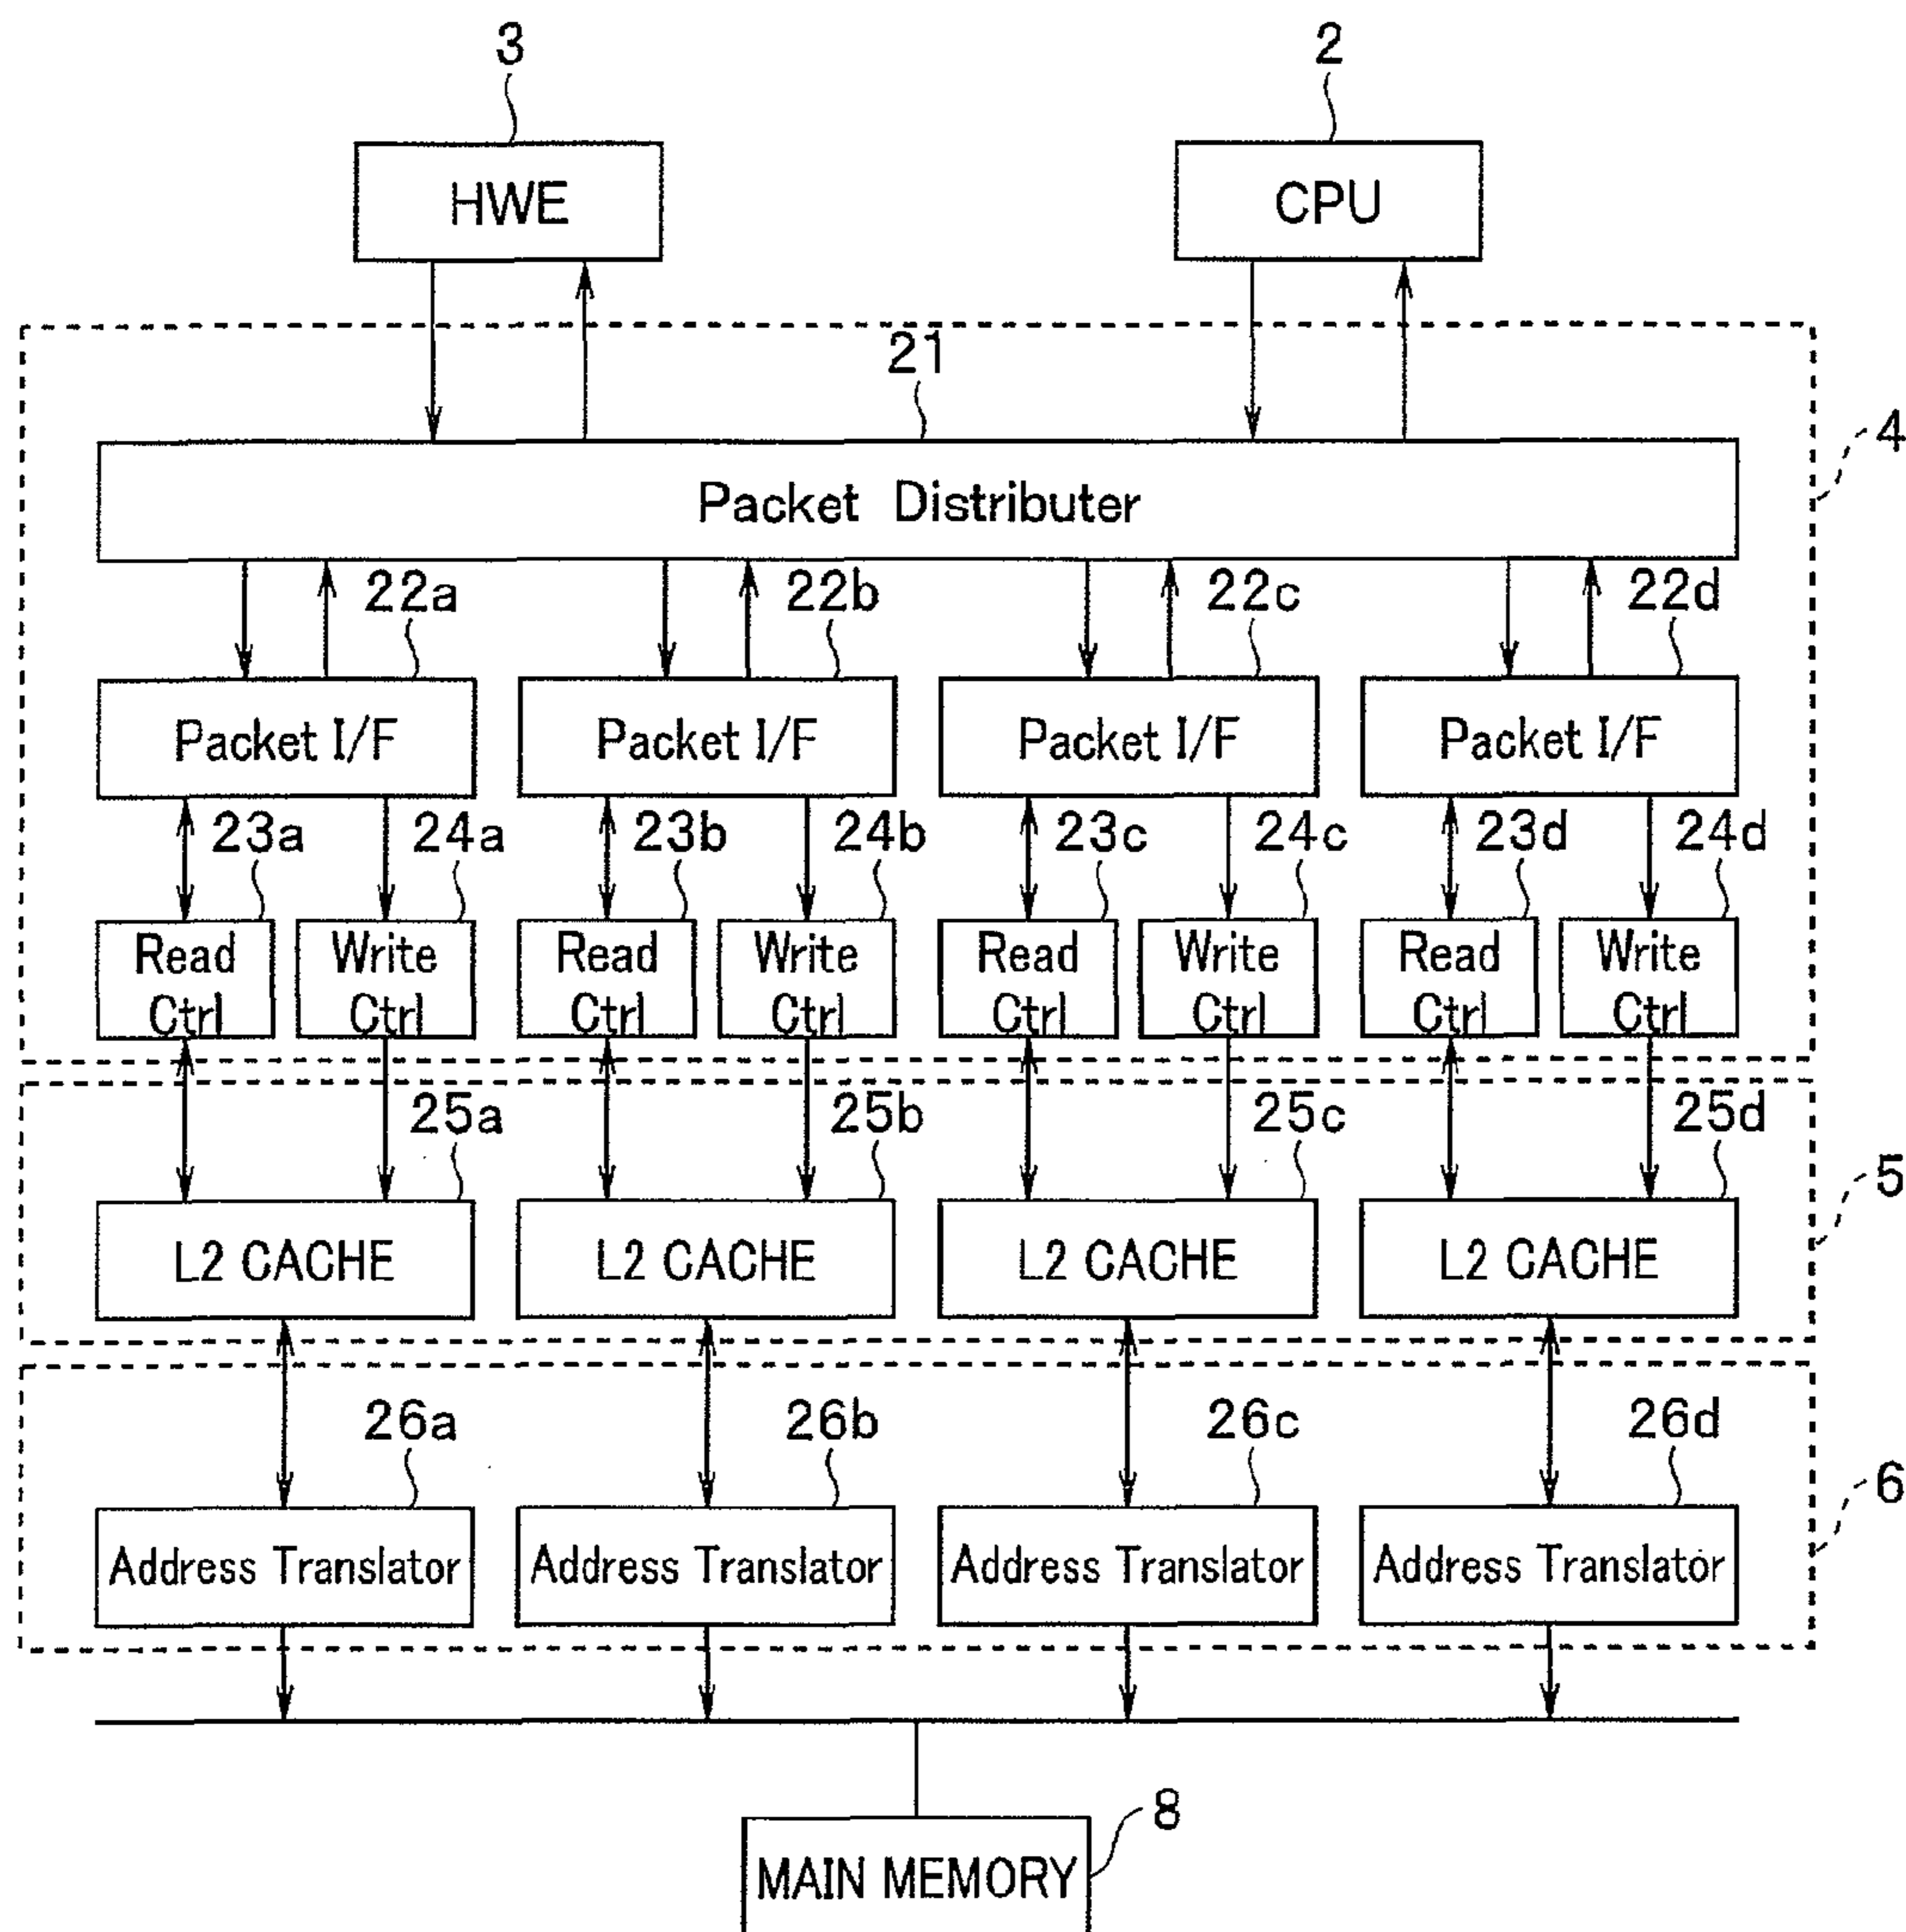 3
2
HWE
CPU
21
4
Packet Distributer
22a
22b
22c
22d
Packet I/F
Packet I/F
Packet I/F
Packet I/F
23a
24a
23b
24b
23c
24c
23d
24d
Read
Ctrl
Write
Ctrl
Read
Ctrl
Write
Ctrl
Read
Ctrl
Write
Ctrl
Read
Ctrl
Write
Ctrl
25a
25b
25c
25d
5
L2 CACHE
L2 CACHE
L2 CACHE
L2 CACHE
26a
26b
26c
26d
6
Address Translator
Address Translator
Address Translator
Address Translator
8
MAIN MEMORY